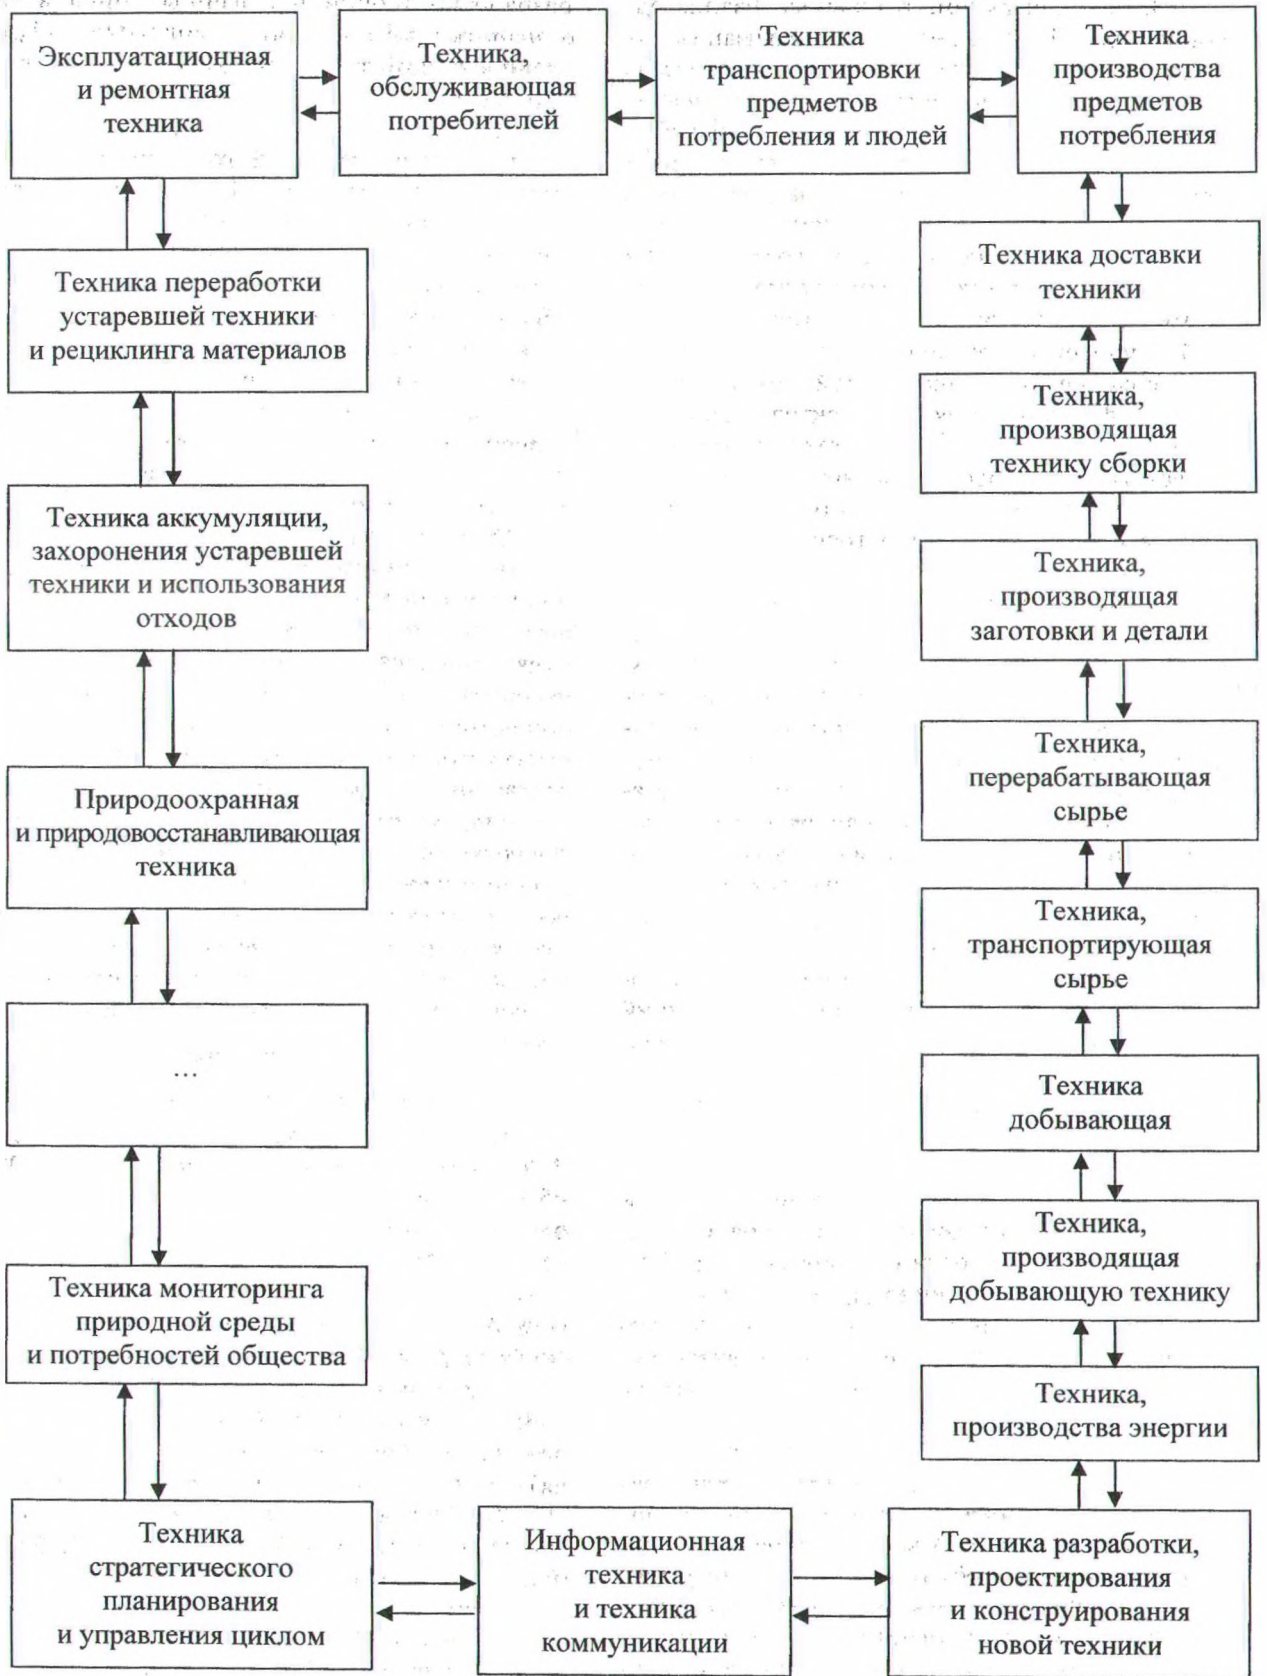 Эксплуатационная
и ремонтная
техника
Техника,
обслуживающая
потребителей
Техника
транспортировки
предметов
потребления и людей
Техника
производства
предметов
потребления
Техника переработки
устаревшей техники
и рециклинга материалов
Техника доставки
техники
Техника,
производящая
технику сборки
Техника аккумуляции,
захоронения устаревшей
техники и использования
отходов
Техника,
производящая
заготовки и детали
Природоохранная
и природовосстанавливающая
техника
Техника,
перерабатывающая
сырье
Техника,
транспортирующая
сырье
...
Техника
добывающая
Техника,
производящая
добывающую технику
Техника мониторинга
природной среды
и потребностей общества
Техника,
производства энергии
Техника
стратегического
планирования
и управления циклом
Информационная
техника
и техника
коммуникации
Техника разработки,
проектирования
и конструирования
новой техники